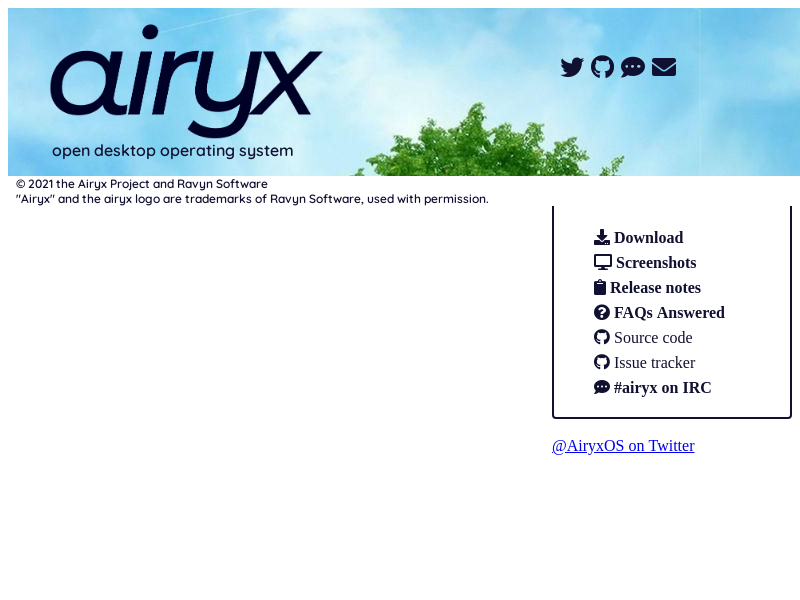 airyx
open desktop operating system
© 2021 the Airyx Project and Ravyn Software
"Airyx" and the airyx logo are trademarks of Ravyn Software, used with permission.
Download
Screenshots
Release notes
FAQs Answered
Source code
Issue tracker
#airyx on IRC
@AiryxOS on Twitter